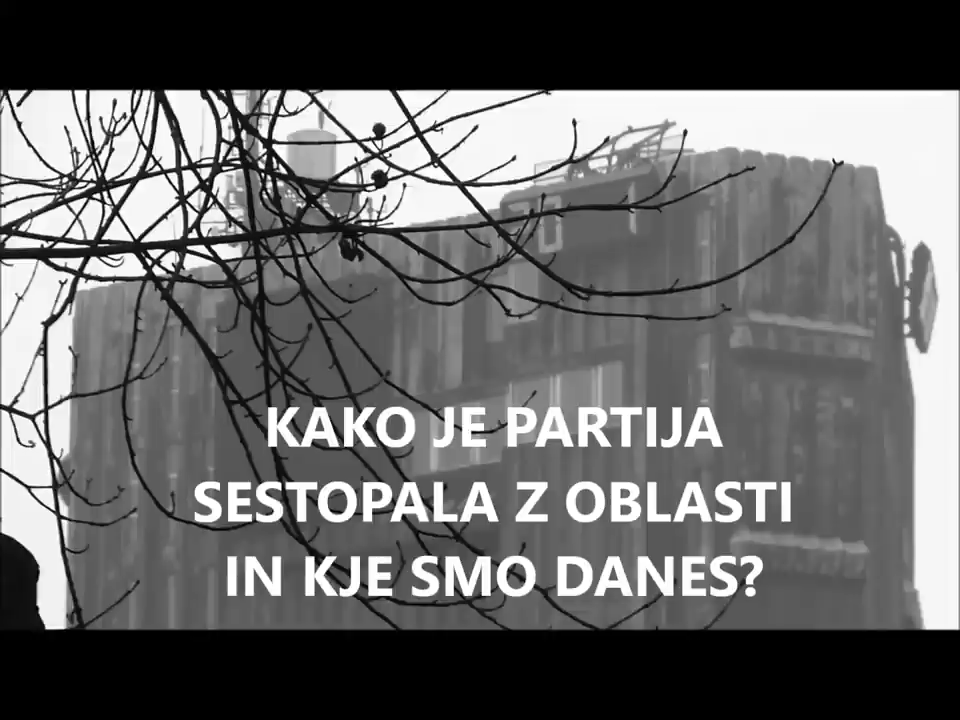 KAKO JE PARTIJA
SESTOPALA Z OBLASTI
IN KJE SMO DANES?